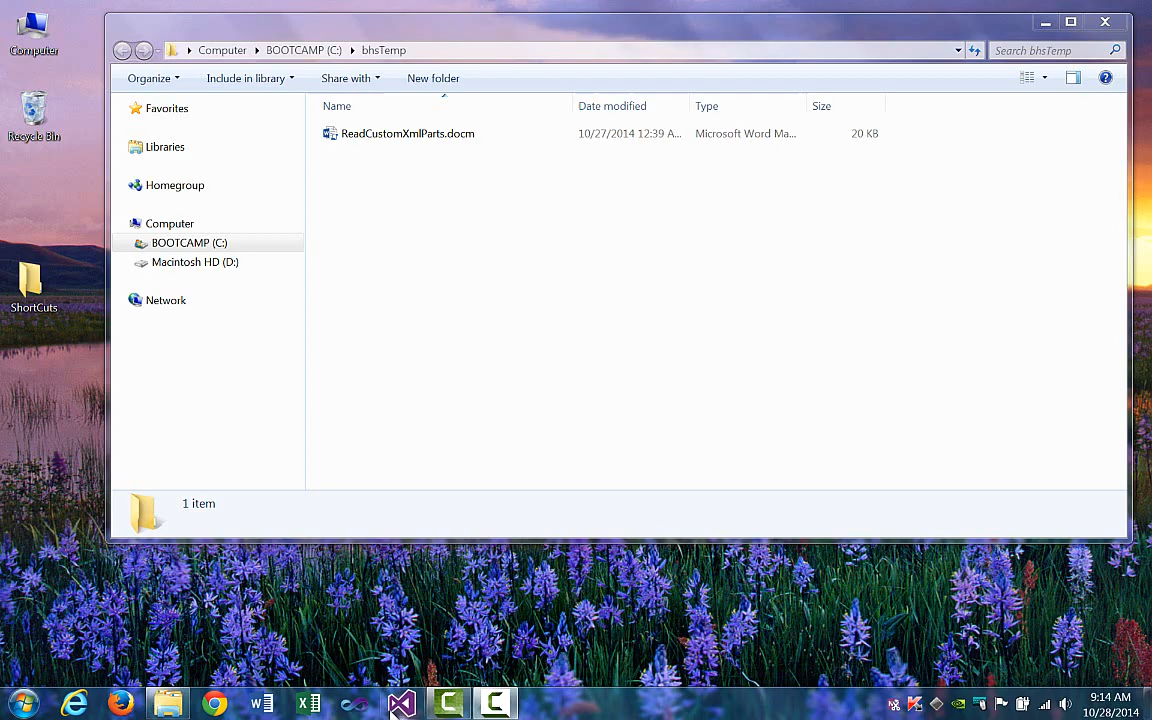 Computer
Recycle Bin
ShortCuts
Computer BOOTCAMP (C:) bhsTemp
Search bhsTemp
Organize Include in library Share with New folder
Favorites
Libraries
Homegroup
Computer
BOOTCAMP (C:)
Macintosh HD (D:)
Network
Name Date modified Type Size
ReadCustomXmlParts.docm 10/27/2014 12:39 A... Microsoft Word Ma... 20 KB
1 item
9:14 AM
10/28/2014